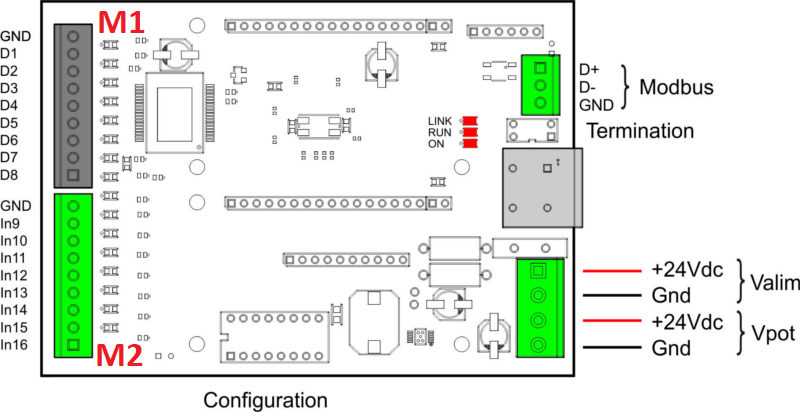 M1
GND
D1
D2
D3
D4
D5
D6
D7
D8
GND
In9
In10
In11
In12
In13
In14
In15
In16
M2
LINK
RUN
ON
D+
D-
GND
Modbus
Termination
+24Vdc
Gnd
Valim
+24Vdc
Gnd
Vpot
Configuration